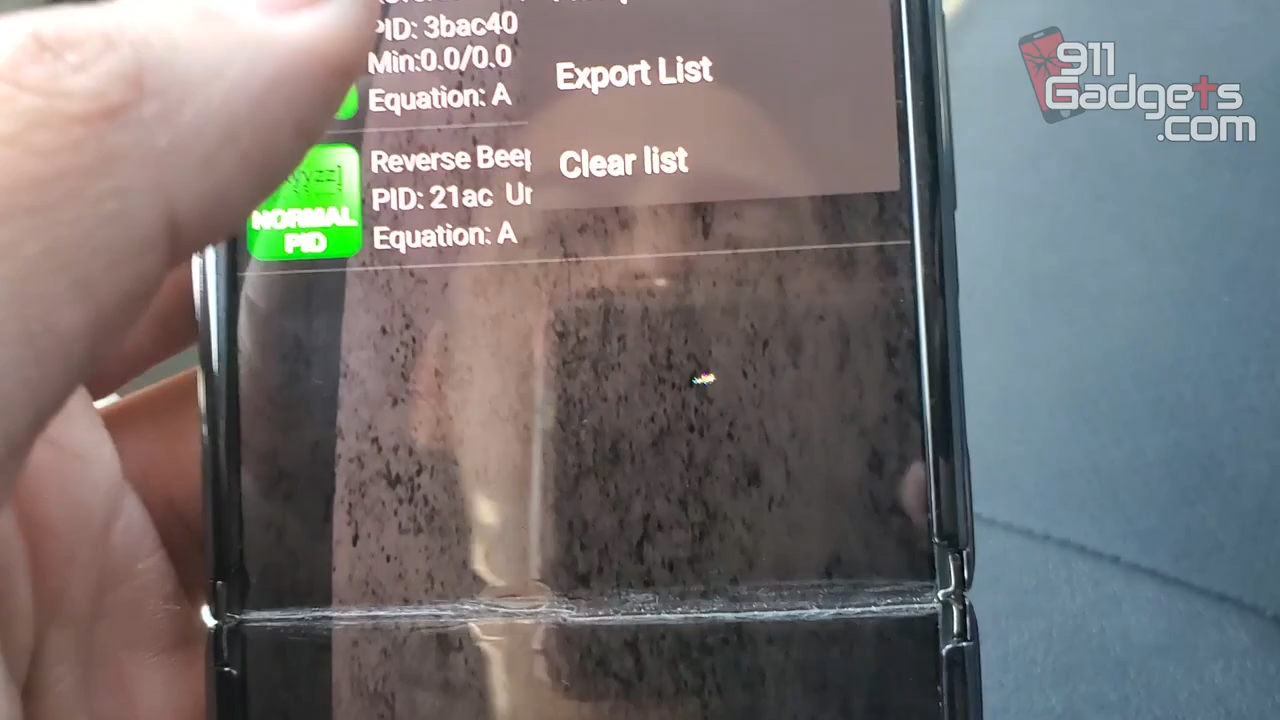 PID: 3bac40
Min:0.0/0.0
Equation: A
Reverse Beep
PID: 21ac
Equation: A
NORMAL
PID
Export List
Clear list
911
Gadgets
.com